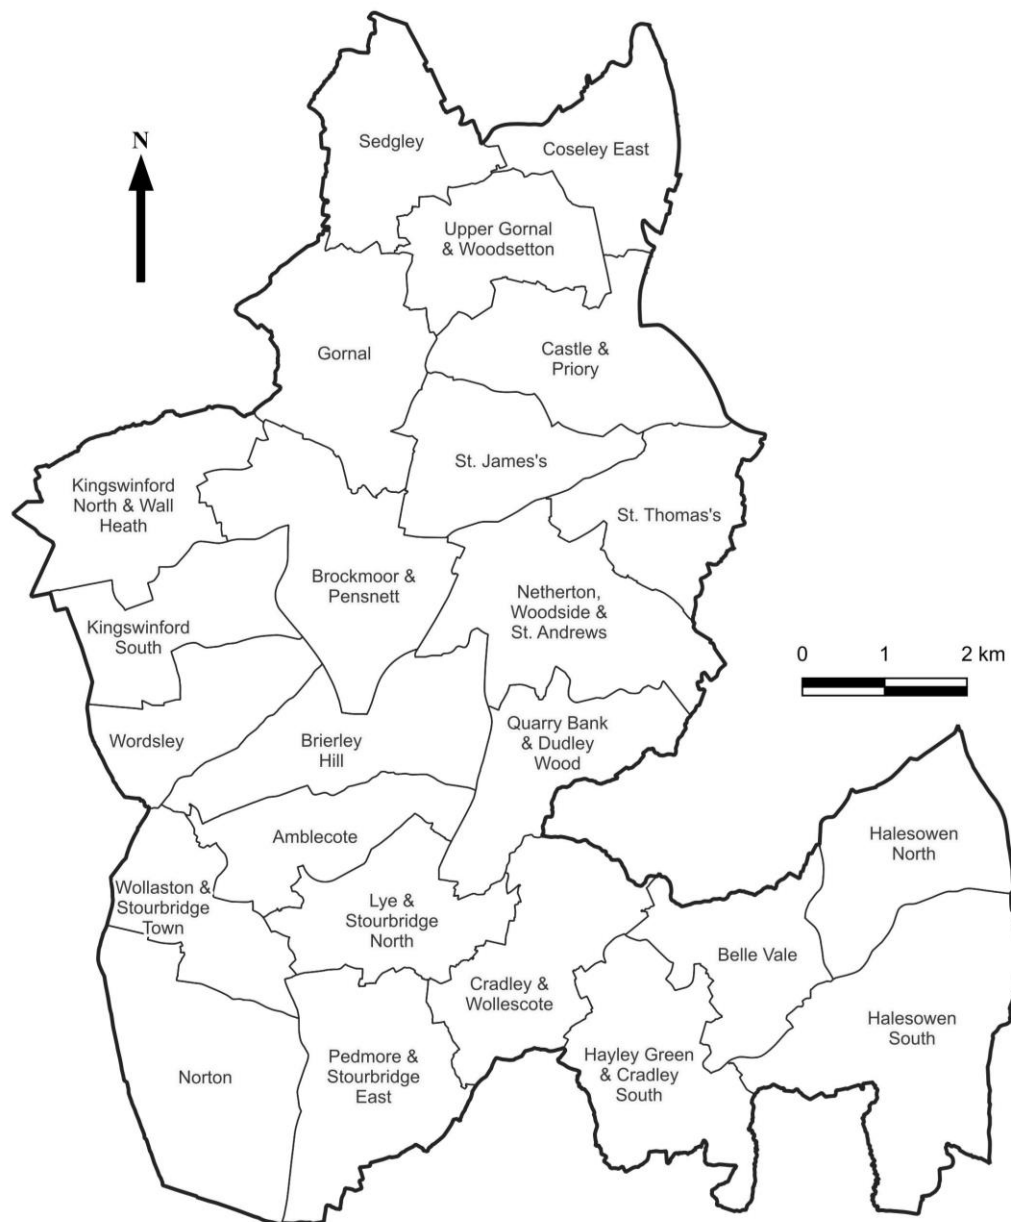 N
Sedgley
Coseley East
Upper Gornal
& Woodsetton
Gornal
Castle &
Priory
St. James's
Kingswinford
North & Wall
Heath
St. Thomas's
Brockmoor &
Pensnett
Netherton,
Woodside &
St. Andrews
Kingswinford
South
0 1 2 km
Wordsley
Brierley
Hill
Quarry Bank
& Dudley
Wood
Amblecote
Halesowen
North
Wollaston &
Stourbridge
Town
Lye &
Stourbridge
North
Belle Vale
Cradley &
Wollescote
Halesowen
South
Norton
Pedmore &
Stourbridge
East
Hayley Green
& Cradley
South